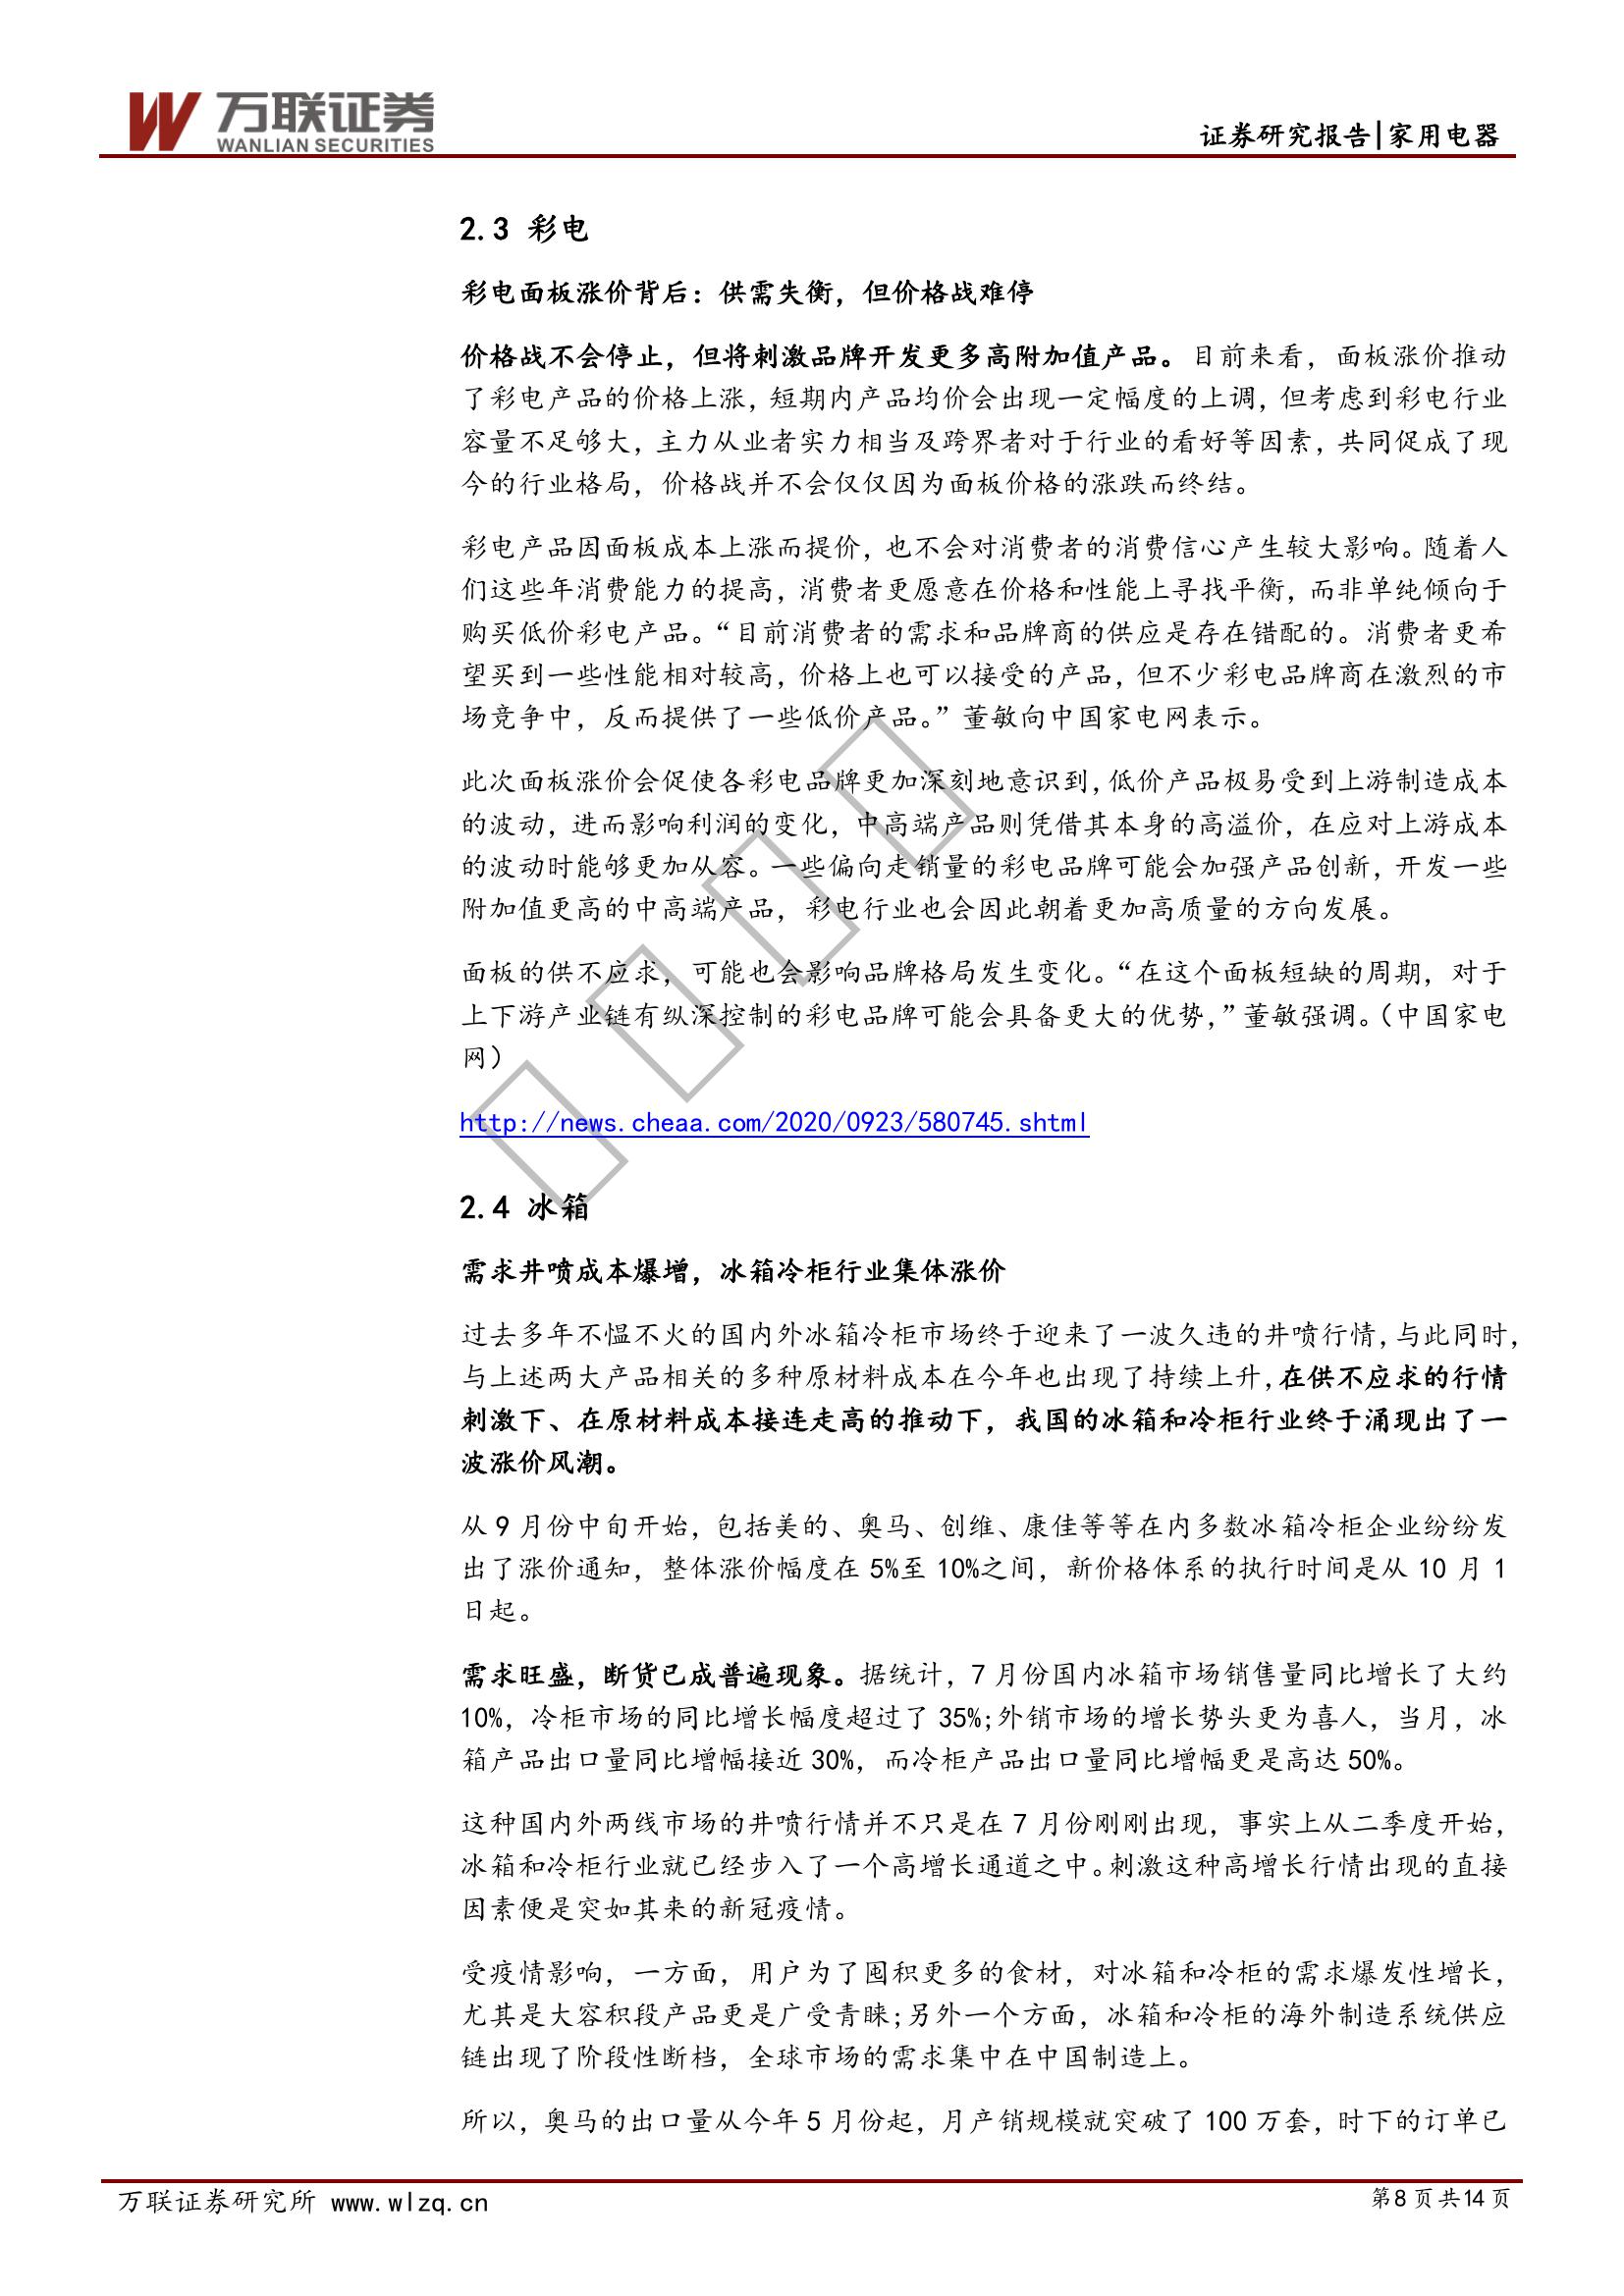 万联证券
WANLIAN SECURITIES
证券研究报告|家用电器
2.3 彩电
彩电面板涨价背后：供需失衡，但价格战难停
价格战不会停止，但将刺激品牌开发更多高附加值产品。目前来看，面板涨价推动
了彩电产品的价格上涨，短期内产品均价会出现一定幅度的上调，但考虑到彩电行业
容量不足够大，主力从业者实力相当及跨界者对于行业的看好等因素，共同促成了现
今的行业格局，价格战并不会仅仅因为面板价格的涨跌而终结。
彩电产品因面板成本上涨而提价，也不会对消费者的消费信心产生较大影响。随着人
们这些年消费能力的提高，消费者更愿意在价格和性能上寻找平衡，而非单纯倾向于
购买低价彩电产品。“目前消费者的需求和品牌商的供应是存在错配的。消费者更希
望买到一些性能相对较高，价格上也可以接受的产品，但不少彩电品牌商在激烈的市
场竞争中，反而提供了一些低价产品。”董敏向中国家电网表示。
此次面板涨价会促使各彩电品牌更加深刻地意识到，低价产品极易受到上游制造成本
的波动，进而影响利润的变化，中高端产品则凭借其本身的高溢价，在应对上游成本
的波动时能够更加从容。一些偏向走销量的彩电品牌可能会加强产品创新，开发一些
附加值更高的中高端产品，彩电行业也会因此朝着更加高质量的方向发展。
面板的供不应求，可能也会影响品牌格局发生变化。“在这个面板短缺的周期，对于
上下游产业链有纵深控制的彩电品牌可能会具备更大的优势，”董敏强调。（中国家电
网）
http://news.cheaa.com/2020/0923/580745.shtml
2.4 冰箱
需求井喷成本爆增，冰箱冷柜行业集体涨价
过去多年不愠不火的国内外冰箱冷柜市场终于迎来了一波久违的井喷行情，与此同时，
与上述两大产品相关的多种原材料成本在今年也出现了持续上升，在供不应求的行情
刺激下、在原材料成本接连走高的推动下，我国的冰箱和冷柜行业终于涌现出了一
波涨价风潮。
从 9 月份中旬开始，包括美的、奥马、创维、康佳等等在内多数冰箱冷柜企业纷纷发
出了涨价通知，整体涨价幅度在 5%至 10%之间，新价格体系的执行时间是从 10 月 1
日起。
需求旺盛，断货已成普遍现象。据统计，7 月份国内冰箱市场销售量同比增长了大约
10%，冷柜市场的同比增长幅度超过了 35%;外销市场的增长势头更为喜人，当月，冰
箱产品出口量同比增幅接近 30%，而冷柜产品出口量同比增幅更是高达 50%。
这种国内外两线市场的井喷行情并不只是在 7 月份刚刚出现，事实上从二季度开始，
冰箱和冷柜行业就已经步入了一个高增长通道之中。刺激这种高增长行情出现的直接
因素便是突如其来的新冠疫情。
受疫情影响，一方面，用户为了囤积更多的食材，对冰箱和冷柜的需求爆发性增长，
尤其是大容积段产品更是广受青睐;另外一个方面，冰箱和冷柜的海外制造系统供应
链出现了阶段性断档，全球市场的需求集中在中国制造上。
所以，奥马的出口量从今年 5 月份起，月产销规模就突破了 100 万套，时下的订单已
万联证券研究所 www.wlzq.cn
第8 页 共14 页